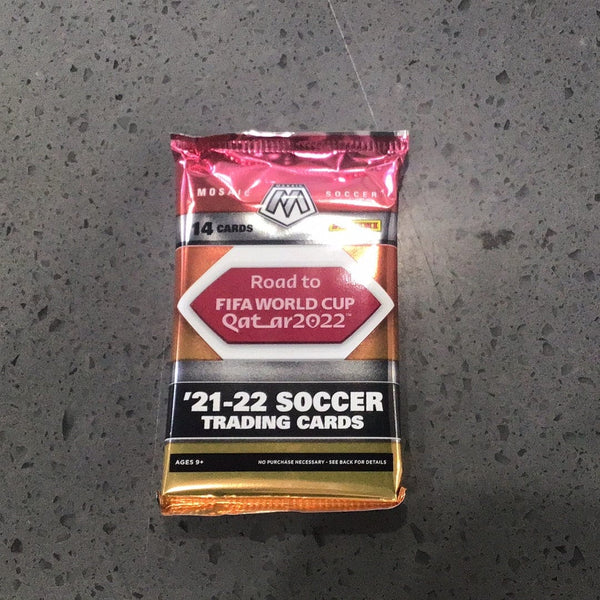 MOSAIC SOCCER
14 CARDS PANINI
Road to
FIFA WORLD CUP
Qatar2022™
'21-22 SOCCER
TRADING CARDS
AGES 9+ NO PURCHASE NECESSARY - SEE BACK FOR DETAILS